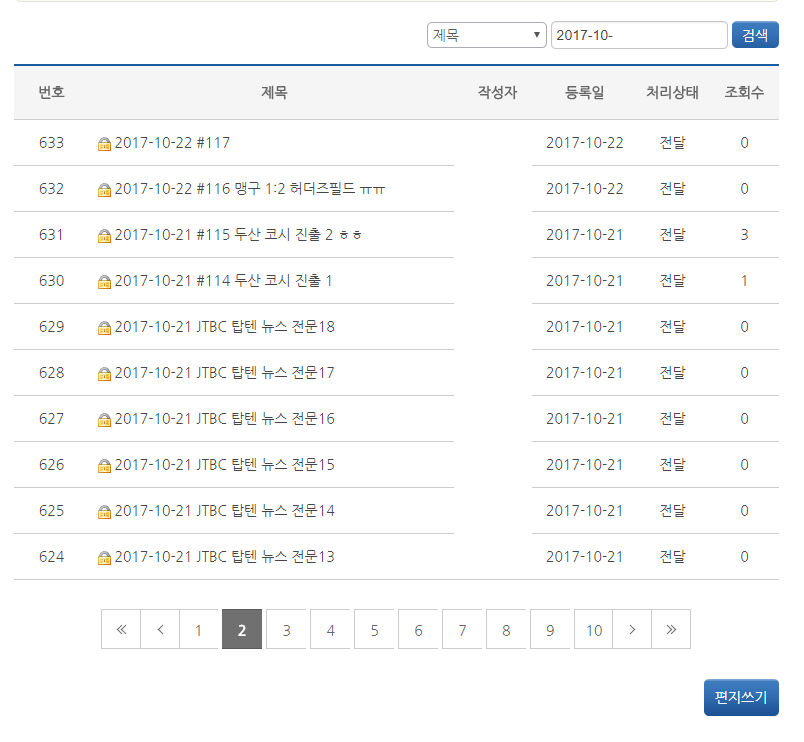 제목 2017-10- 검색
번호 제목 작성자 등록일 처리상태 조회수
633 2017-10-22 #117 2017-10-22 전달 0
632 2017-10-22 #116 맹구 1:2 허더즈필드 ㅠㅠ 2017-10-22 전달 0
631 2017-10-21 #115 두산 코시 진출 2 ㅎㅎ 2017-10-21 전달 3
630 2017-10-21 #114 두산 코시 진출 1 2017-10-21 전달 1
629 2017-10-21 JTBC 탑텐 뉴스 전문18 2017-10-21 전달 0
628 2017-10-21 JTBC 탑텐 뉴스 전문17 2017-10-21 전달 0
627 2017-10-21 JTBC 탑텐 뉴스 전문16 2017-10-21 전달 0
626 2017-10-21 JTBC 탑텐 뉴스 전문15 2017-10-21 전달 0
625 2017-10-21 JTBC 탑텐 뉴스 전문14 2017-10-21 전달 0
624 2017-10-21 JTBC 탑텐 뉴스 전문13 2017-10-21 전달 0
« < 1 2 3 4 5 6 7 8 9 10 > »
편지쓰기